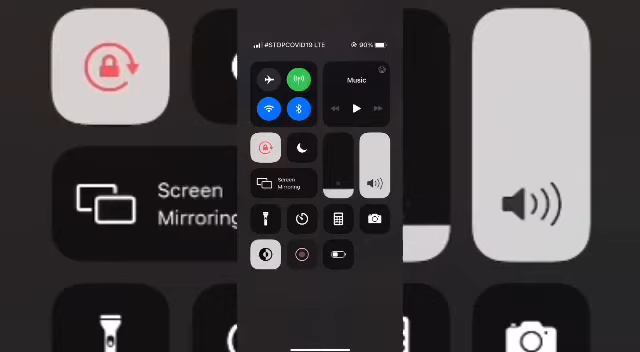 #STOPCOVID19 LTE
90%
Music
Screen
Mirroring
Screen
Mirroring